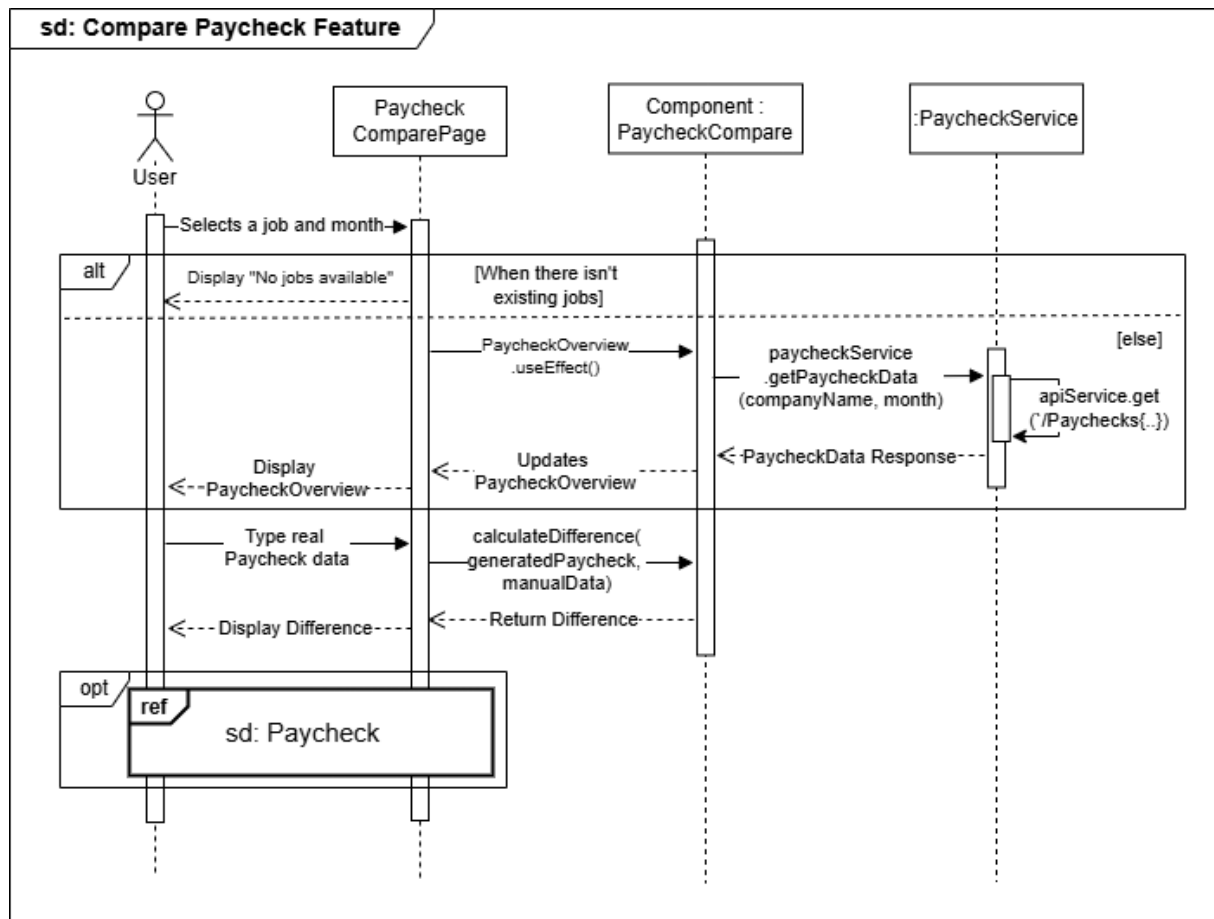 sd: Compare Paycheck Feature
User
Paycheck
ComparePage
Component :
PaycheckCompare
:PaycheckService
Selects a job and month
alt
Display "No jobs available"
[When there isn't
existing jobs]
[else]
PaycheckOverview
.useEffect()
paycheckService
.getPaycheckData
(companyName, month)
apiService.get
(`/Paychecks{..})
PaycheckData Response
Updates
PaycheckOverview
Display
PaycheckOverview
Type real
Paycheck data
calculateDifference(
generatedPaycheck,
manualData)
Return Difference
Display Difference
opt
ref
sd: Paycheck